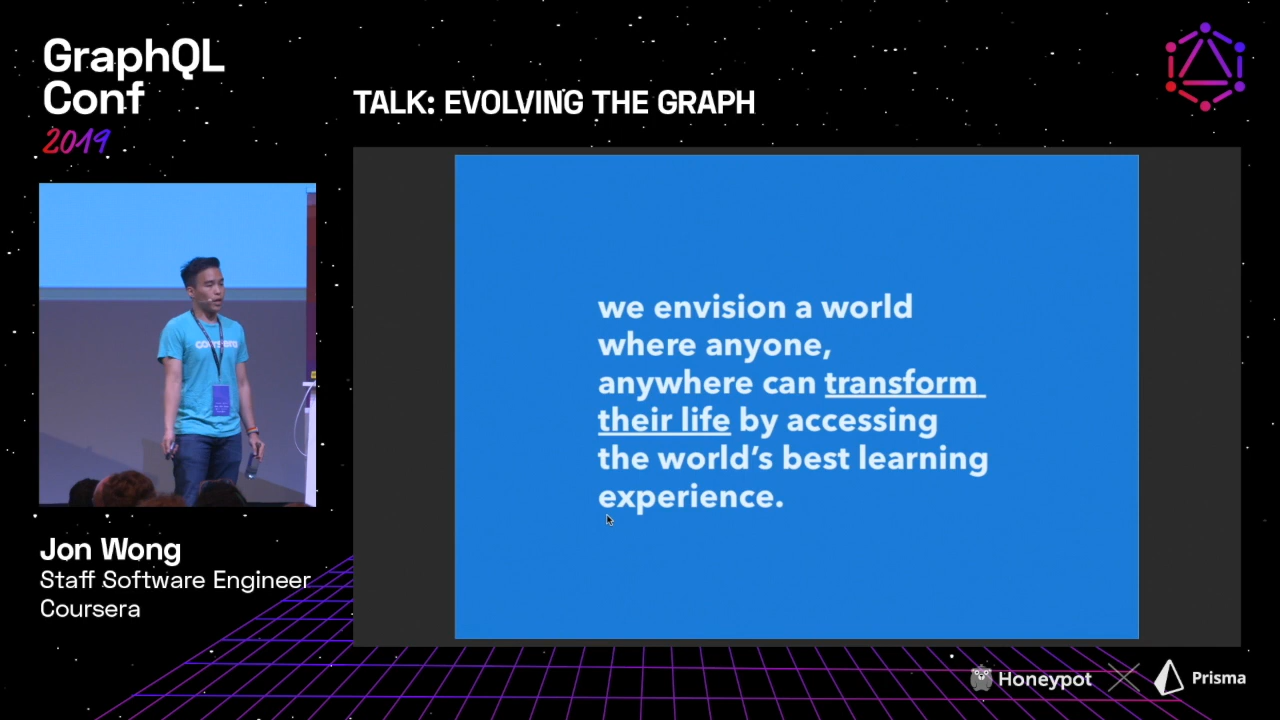 GraphQL
Conf
2019
TALK: EVOLVING THE GRAPH
coursera
we envision a world
where anyone,
anywhere can transform
their life by accessing
the world’s best learning
experience.
Jon Wong
Staff Software Engineer
Coursera
Honeypot
Prisma